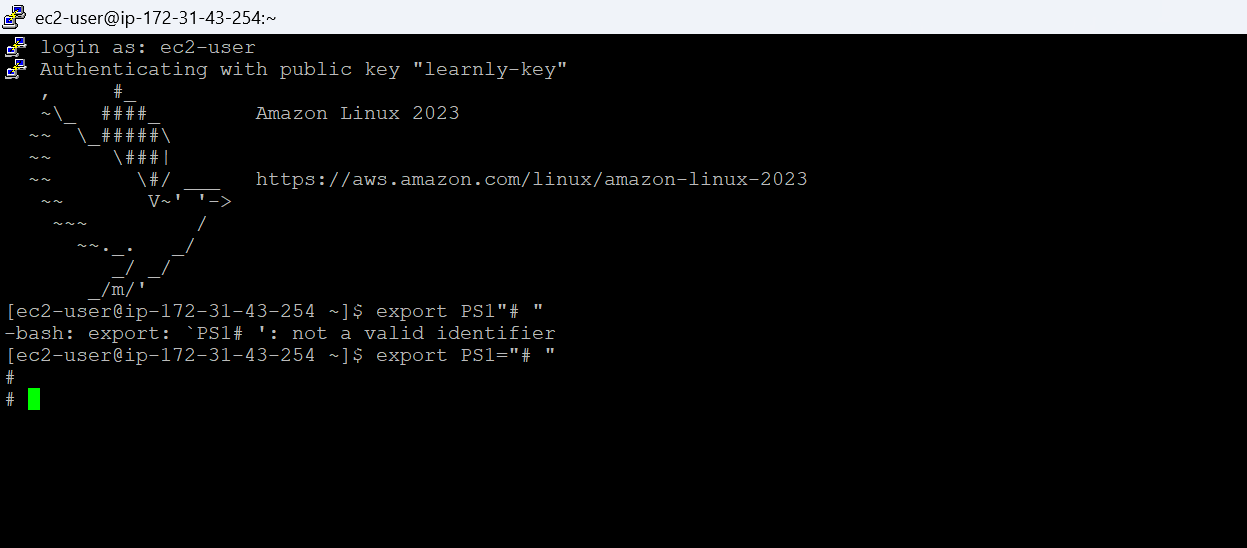 ec2-user@ip-172-31-43-254:~
login as: ec2-user
Authenticating with public key "learnly-key"
   ,     #_
   ~\_  ####_        Amazon Linux 2023
  ~~  \_#####\
  ~~     \###|
  ~~       \#/ ___   https://aws.amazon.com/linux/amazon-linux-2023
   ~~       V~' '->
    ~~~         /
      ~~._.   _/
         _/ _/
       _/m/'
[ec2-user@ip-172-31-43-254 ~]$ export PS1"# "
-bash: export: `PS1# ': not a valid identifier
[ec2-user@ip-172-31-43-254 ~]$ export PS1="# "
#
#